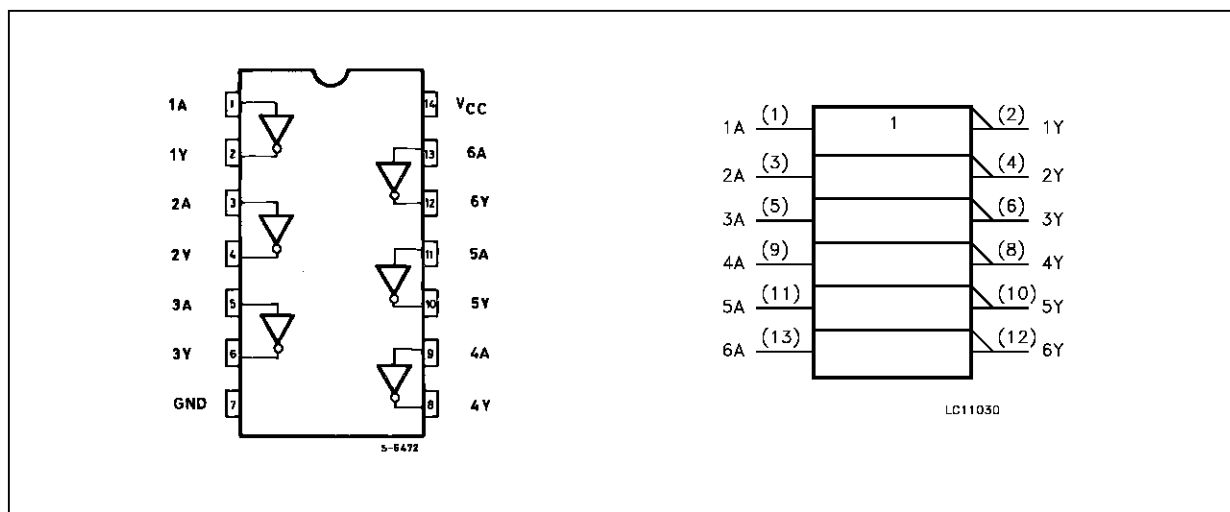 1A 1 14 VCC
1Y 2 13 6A
2A 3 12 6Y
2Y 4 11 5A
3A 5 10 5Y
3Y 6 9 4A
GND 7 8 4Y
S-6472
1
1A (1) (2) 1Y
2A (3) (4) 2Y
3A (5) (6) 3Y
4A (9) (8) 4Y
5A (11) (10) 5Y
6A (13) (12) 6Y
LC11030